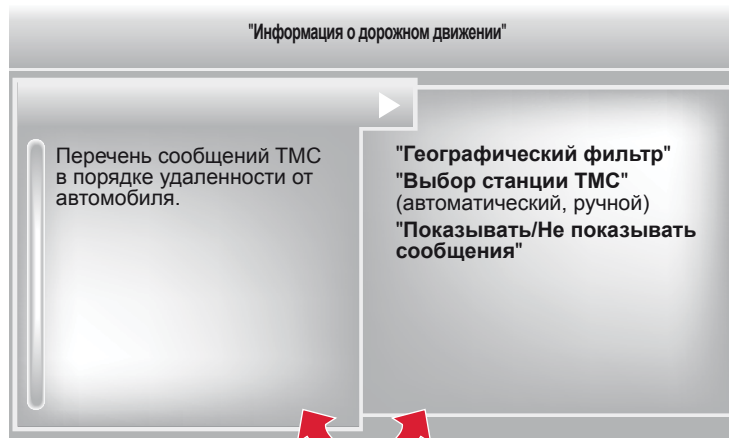 "Информация о дорожном движении"
Перечень сообщений TMC
в порядке удаленности от
автомобиля.
"Географический фильтр"
"Выбор станции TMC"
(автоматический, ручной)
"Показывать/Не показывать
сообщения"